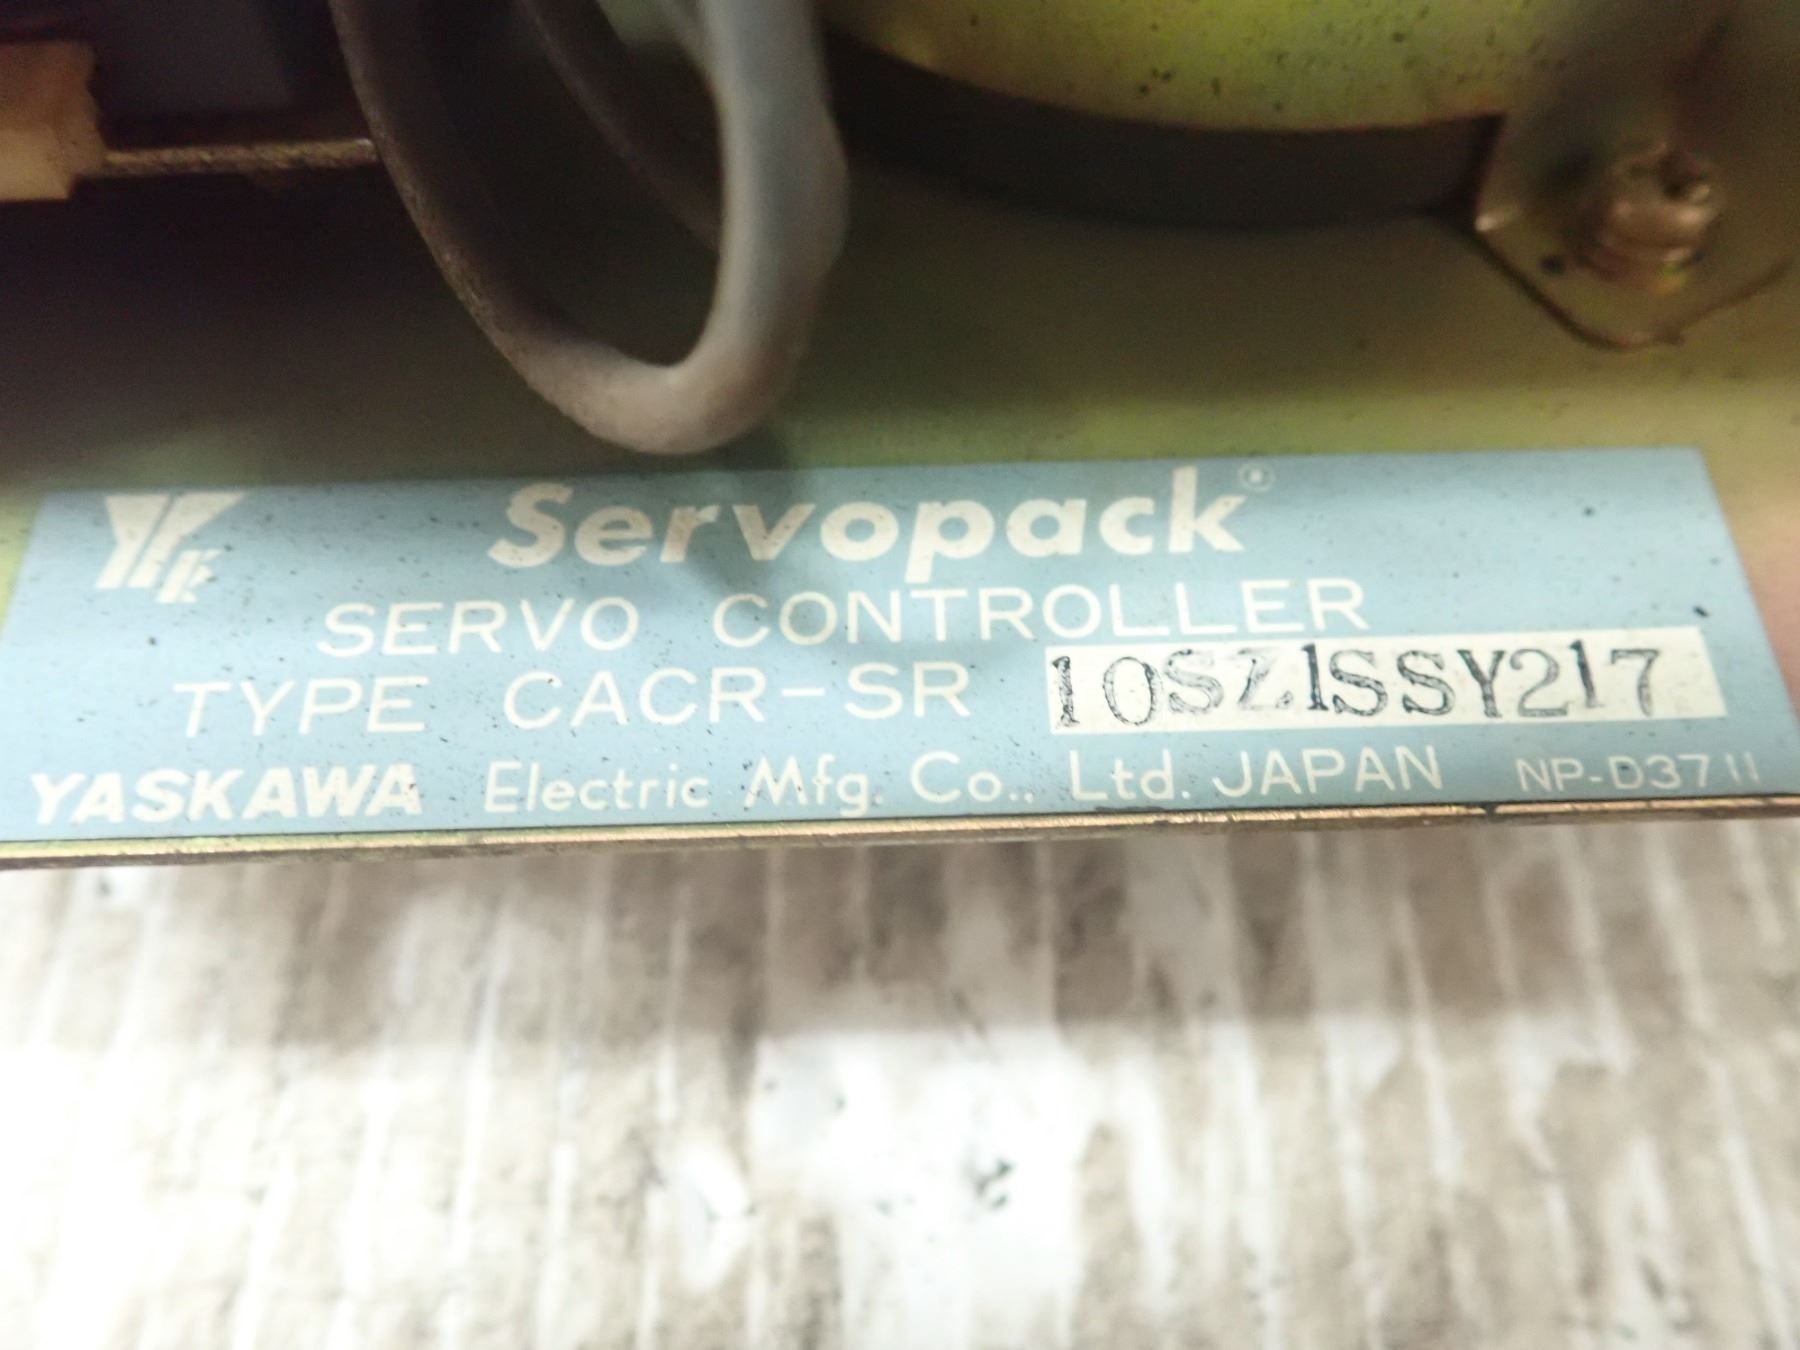 Servopack®
SERVO CONTROLLER
TYPE CACR-SR 10SZ1SSY217
YASKAWA Electric Mfg. Co., Ltd. JAPAN NP-D3711